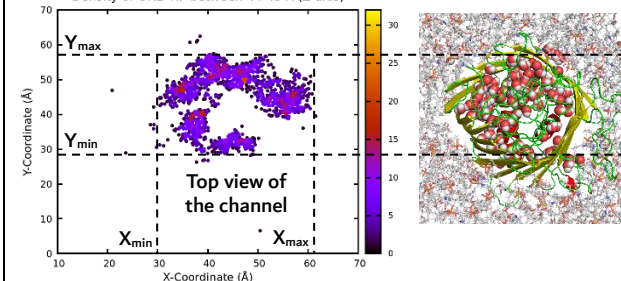 70
60
50
40
30
20
10
0
Y-Coordinate (Å)
Ymax
Ymin
Top view of
the channel
Xmin
Xmax
10 20 30 40 50 60 70
X-Coordinate (Å)
30
25
20
15
10
5
0